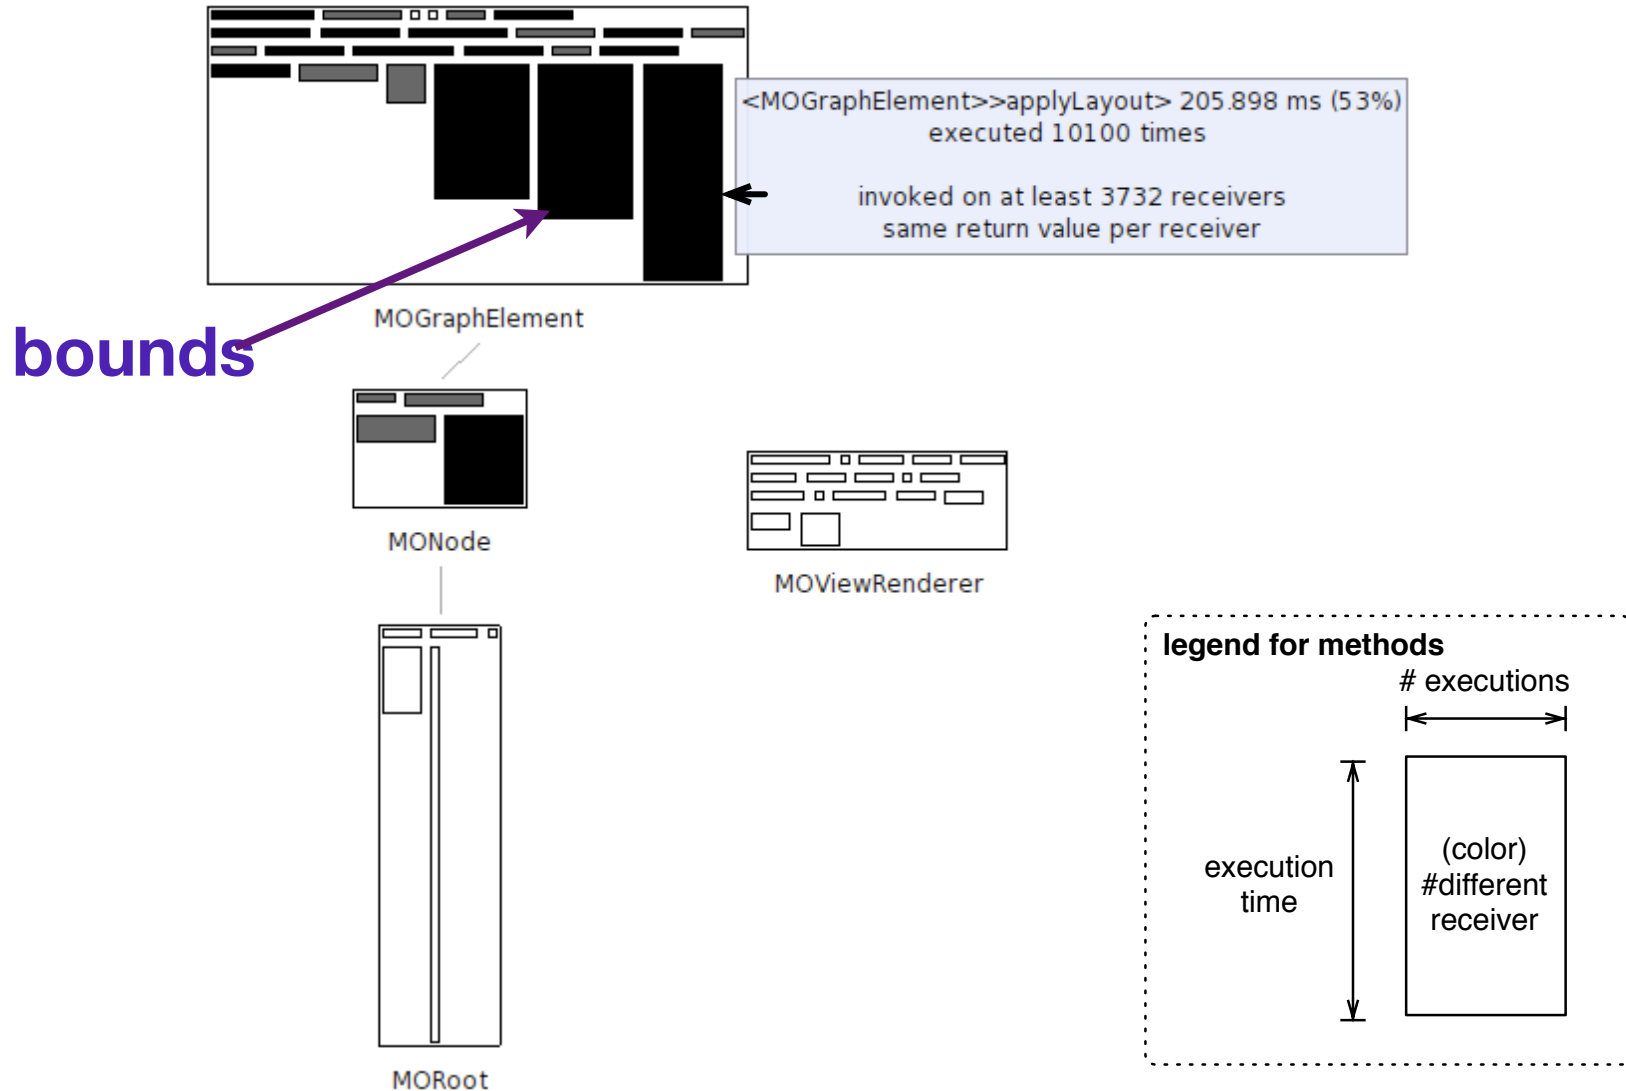 <MOGraphElement>>applyLayout> 205.898 ms (53%)
executed 10100 times
invoked on at least 3732 receivers
same return value per receiver
MOGraphElement
bounds
MONode
MOViewRenderer
MORoot
legend for methods
# executions
execution
time
(color)
#different
receiver